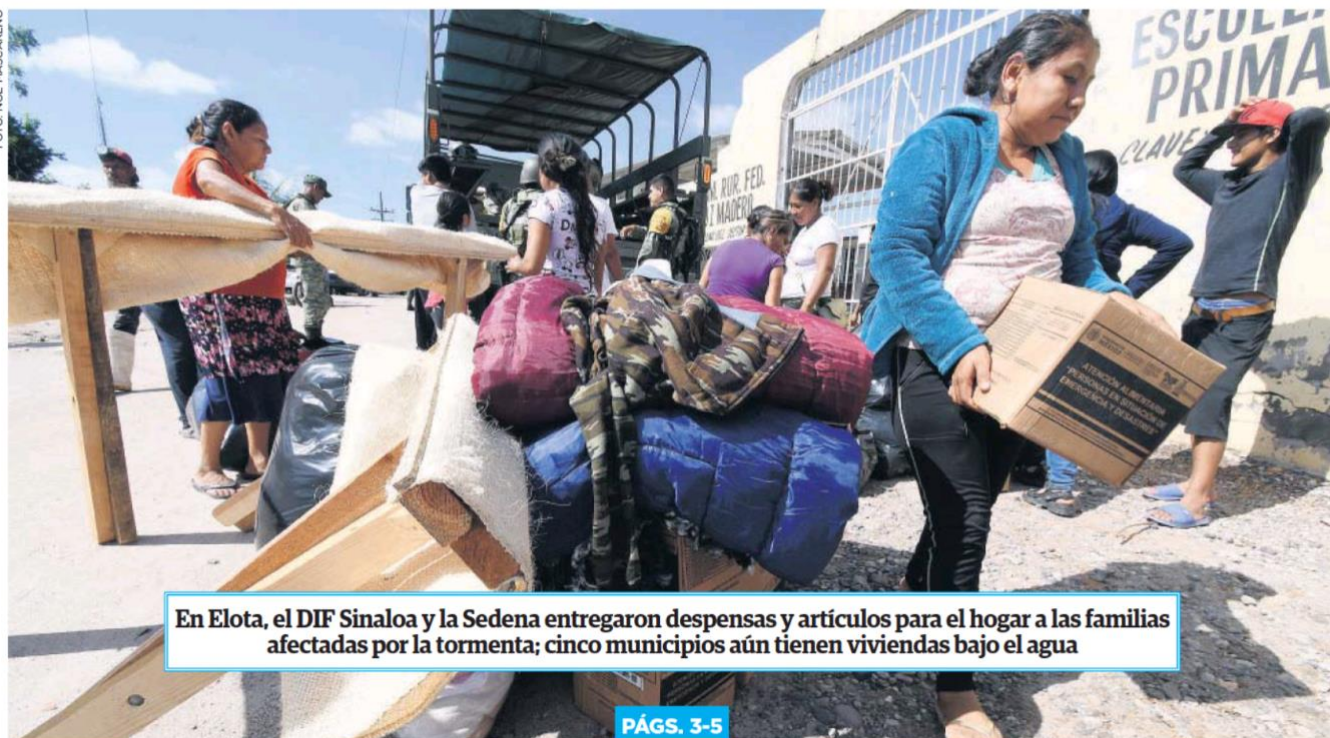 ESCUELA
PRIMA
CLAVE
RUR. FED.
MADERO
ATENCIÓN ALIMENTARIA
PERSONAS EN SITUACIÓN DE
EMERGENCIA Y DESASTRE
En Elota, el DIF Sinaloa y la Sedena entregaron despensas y artículos para el hogar a las familias
afectadas por la tormenta; cinco municipios aún tienen viviendas bajo el agua
PÁGS. 3-5